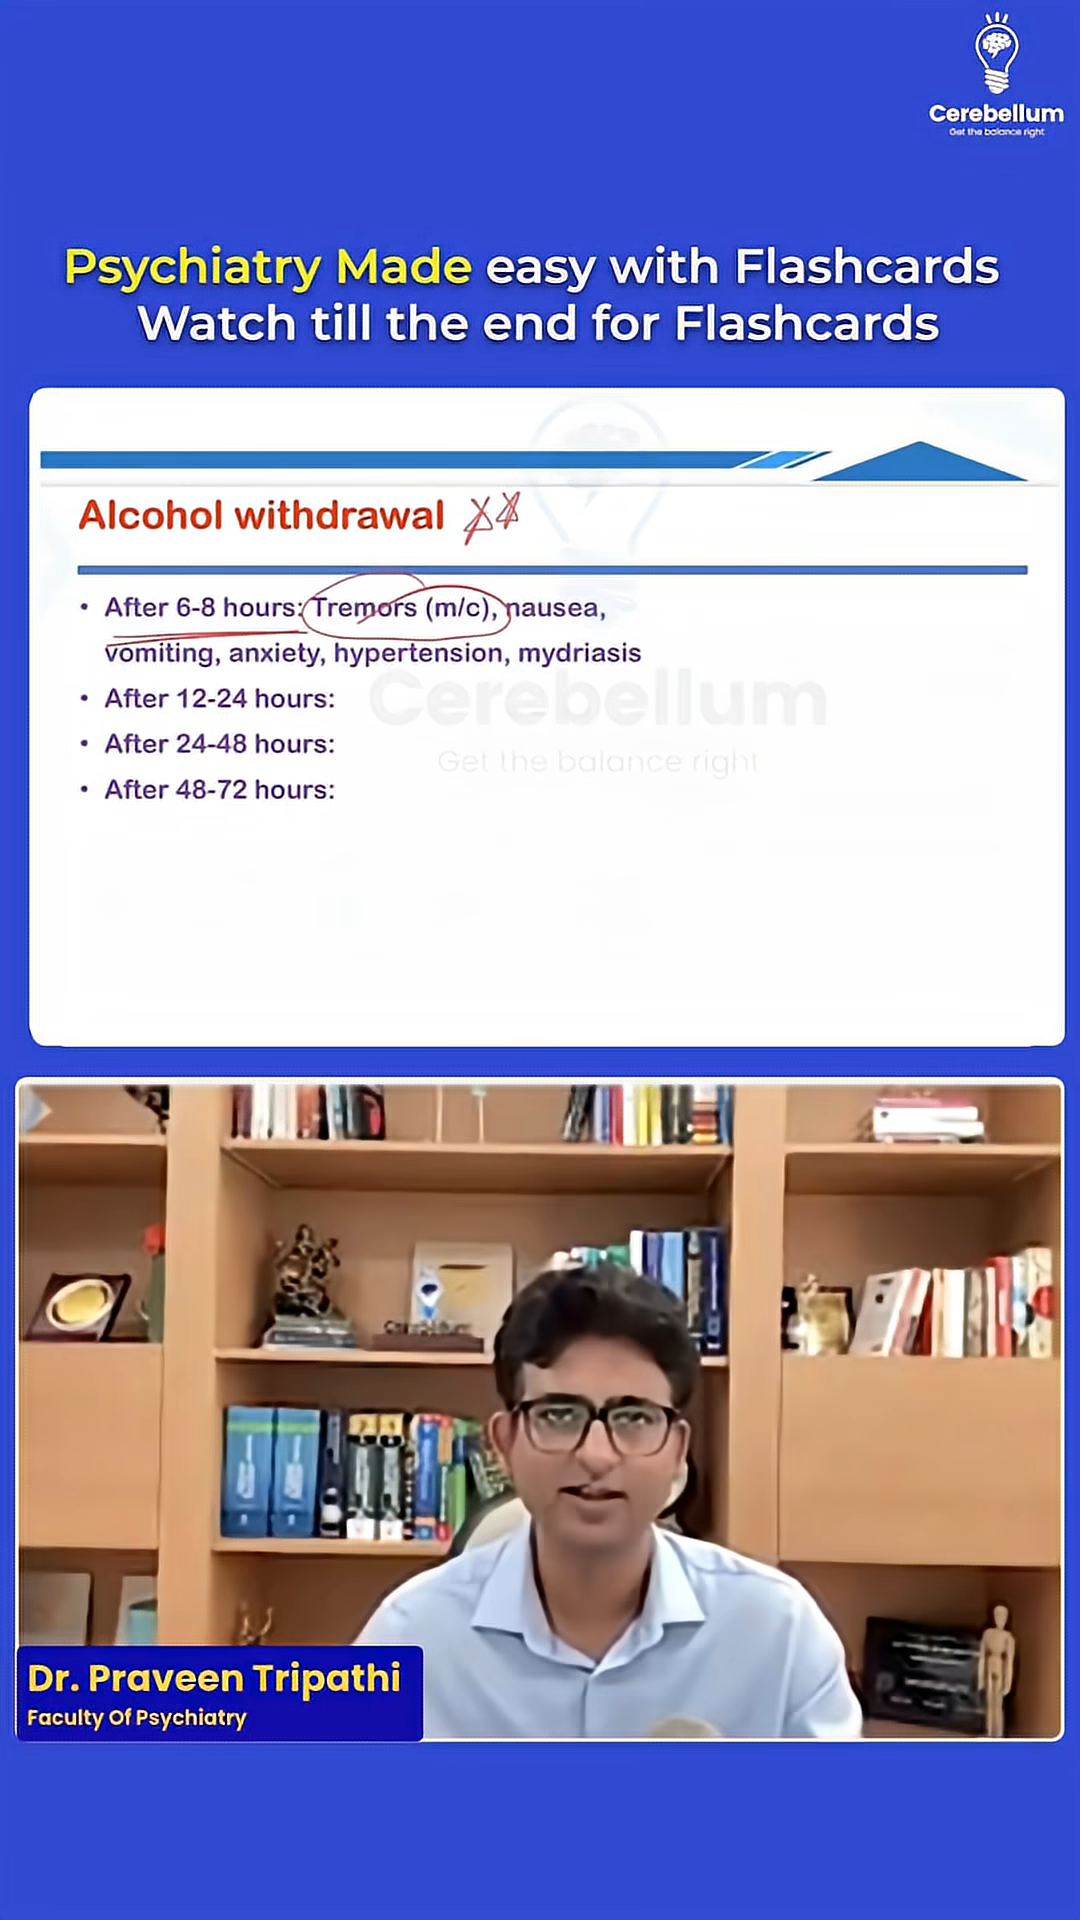 Cerebellum
Get the balance right
Psychiatry Made easy with Flashcards
Watch till the end for Flashcards
Alcohol withdrawal
• After 6-8 hours: Tremors (m/c), nausea,
vomiting, anxiety, hypertension, mydriasis
• After 12-24 hours:
• After 24-48 hours:
• After 48-72 hours:
Cerebellum
Get the balance right
Cerebellum
Dr. Praveen Tripathi
Faculty Of Psychiatry